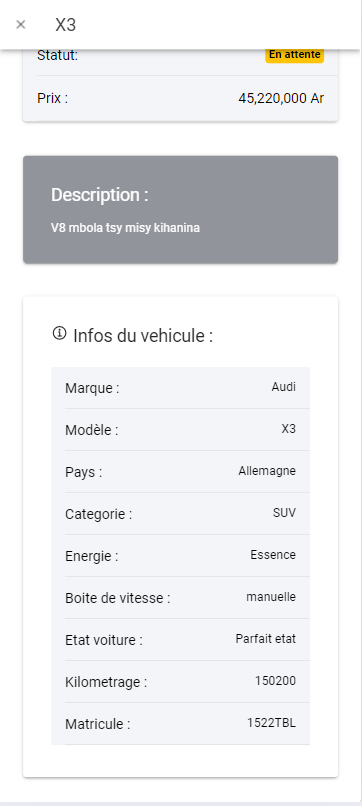 X3
Statut:
En attente
Prix :
45,220,000 Ar
Description :
V8 mbola tsy misy kihanina
Infos du vehicule :
Marque :
Audi
Modèle :
X3
Pays :
Allemagne
Categorie :
SUV
Energie :
Essence
Boite de vitesse :
manuelle
Etat voiture :
Parfait etat
Kilometrage :
150200
Matricule :
1522TBL